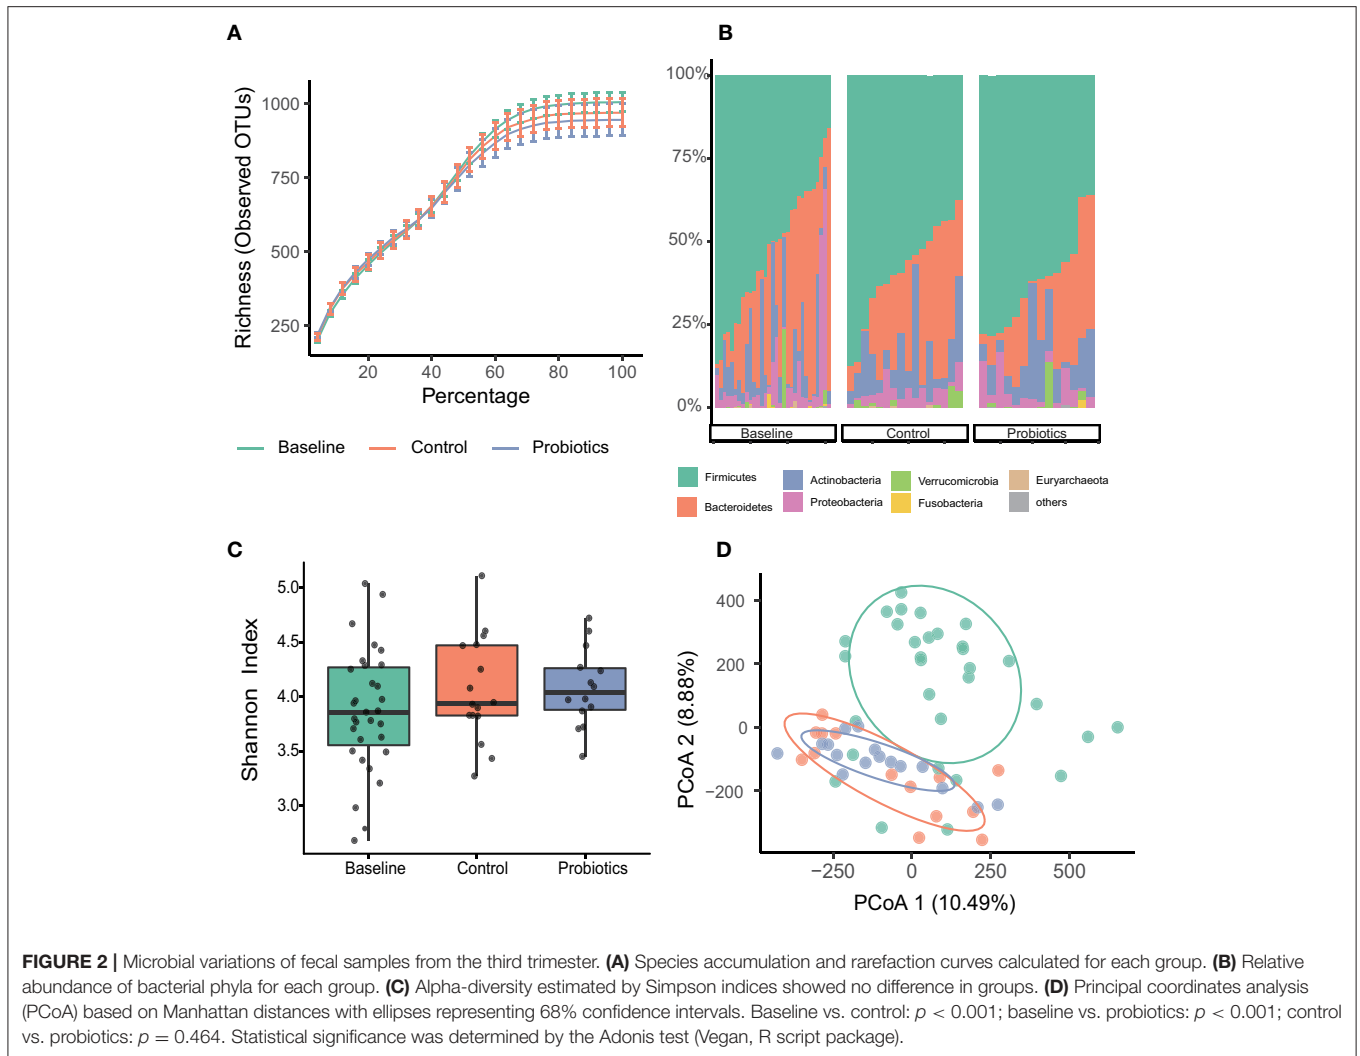 A
Richness (Observed OTUs)
1000
750
500
250
20 40 60 80 100
Percentage
Baseline Control Probiotics
B
100%
75%
50%
25%
0%
Baseline Control Probiotics
Firmicutes Actinobacteria Verrucomicrobia Euryarchaeota
Bacteroidetes Proteobacteria Fusobacteria others
C
Shannon Index
5.0
4.5
4.0
3.5
3.0
Baseline Control Probiotics
D
PCoA 2 (8.88%)
400
200
0
−200
−250 0 250 500
PCoA 1 (10.49%)
FIGURE 2 | Microbial variations of fecal samples from the third trimester. (A) Species accumulation and rarefaction curves calculated for each group. (B) Relative
abundance of bacterial phyla for each group. (C) Alpha-diversity estimated by Simpson indices showed no difference in groups. (D) Principal coordinates analysis
(PCoA) based on Manhattan distances with ellipses representing 68% confidence intervals. Baseline vs. control: p < 0.001; baseline vs. probiotics: p < 0.001; control
vs. probiotics: p = 0.464. Statistical significance was determined by the Adonis test (Vegan, R script package).